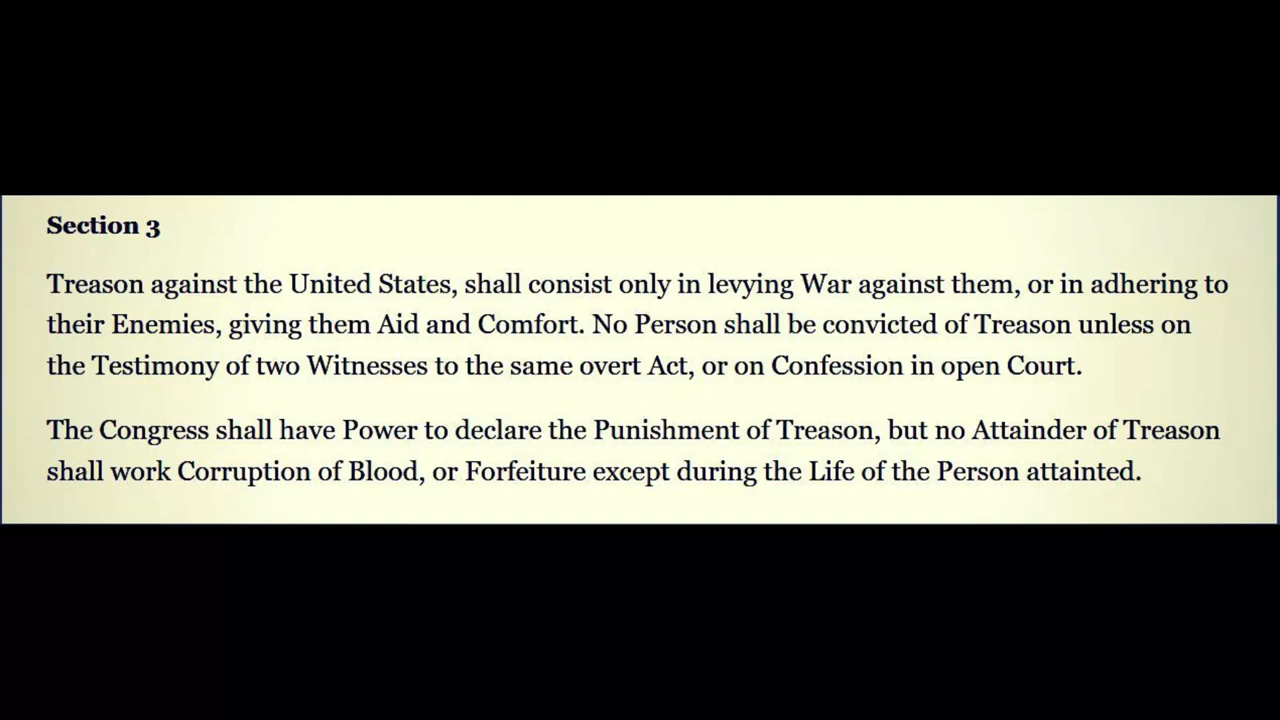 Section 3
Treason against the United States, shall consist only in levying War against them, or in adhering to
their Enemies, giving them Aid and Comfort. No Person shall be convicted of Treason unless on
the Testimony of two Witnesses to the same overt Act, or on Confession in open Court.
The Congress shall have Power to declare the Punishment of Treason, but no Attainder of Treason
shall work Corruption of Blood, or Forfeiture except during the Life of the Person attainted.